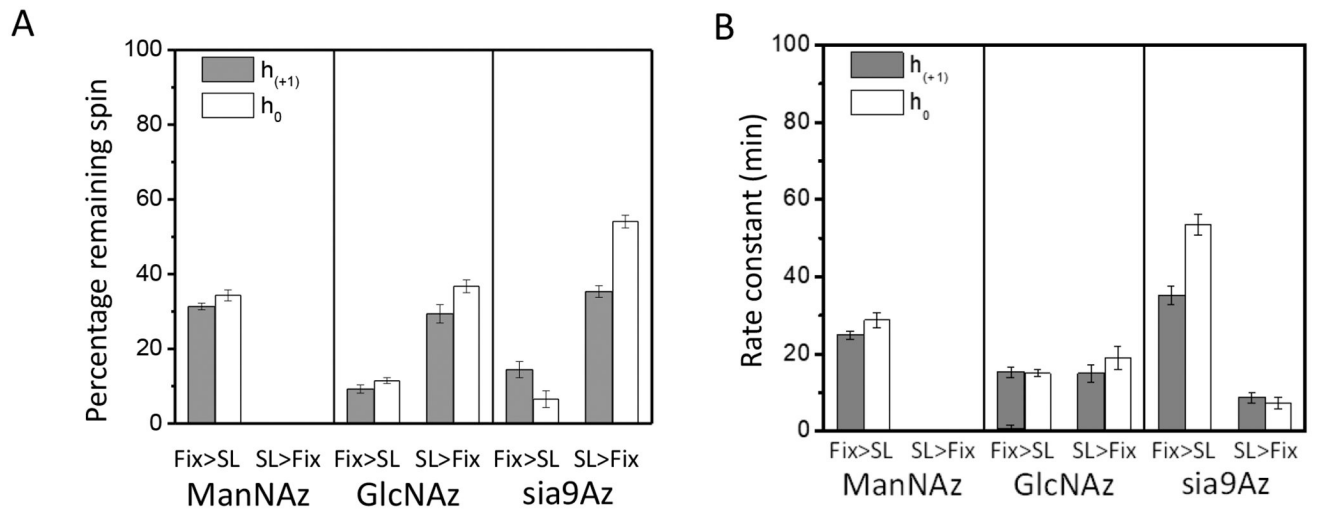 A
Percentage remaining spin
100
80
60
40
20
0
h(+1)
h0
Fix>SL SL>Fix Fix>SL SL>Fix Fix>SL SL>Fix
ManNAz GlcNAz sia9Az
B
Rate constant (min)
100
80
60
40
20
0
h(+1)
h0
Fix>SL SL>Fix Fix>SL SL>Fix Fix>SL SL>Fix
ManNAz GlcNAz sia9Az